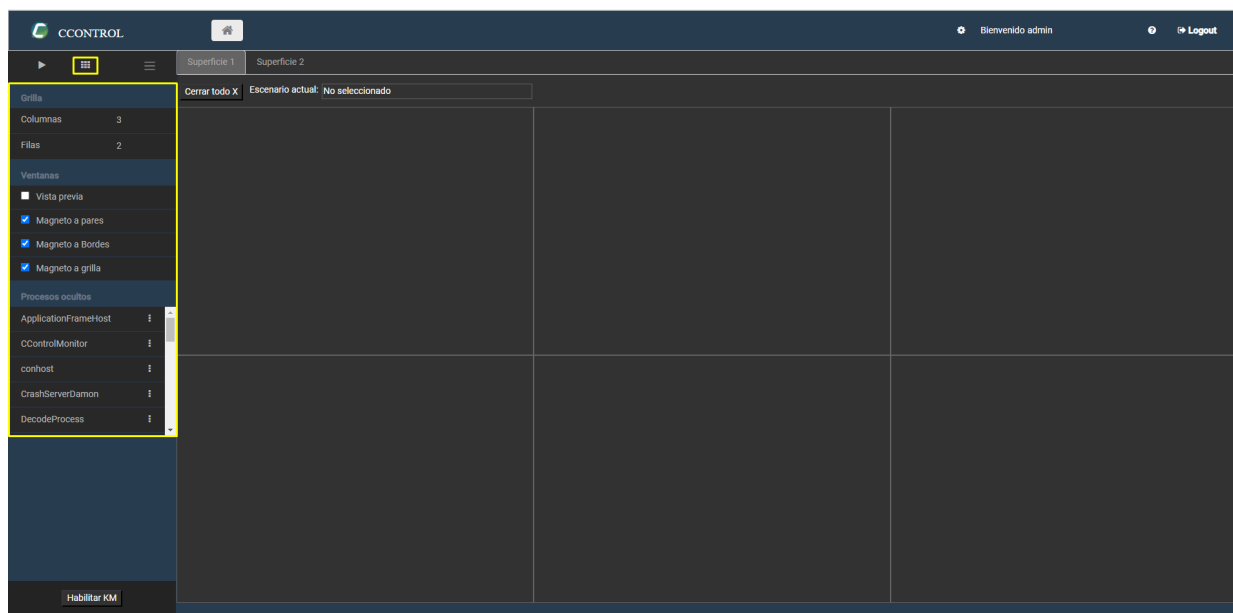 CCONTROL
Bienvenido admin
Logout
Superficie 1
Superficie 2
Cerrar todo X
Escenario actual: No seleccionado
Grilla
Columnas 3
Filas 2
Ventanas
Vista previa
Magneto a pares
Magneto a Bordes
Magneto a grilla
Procesos ocultos
ApplicationFrameHost
CControlMonitor
conhost
CrashServerDamon
DecodeProcess
Habilitar KM